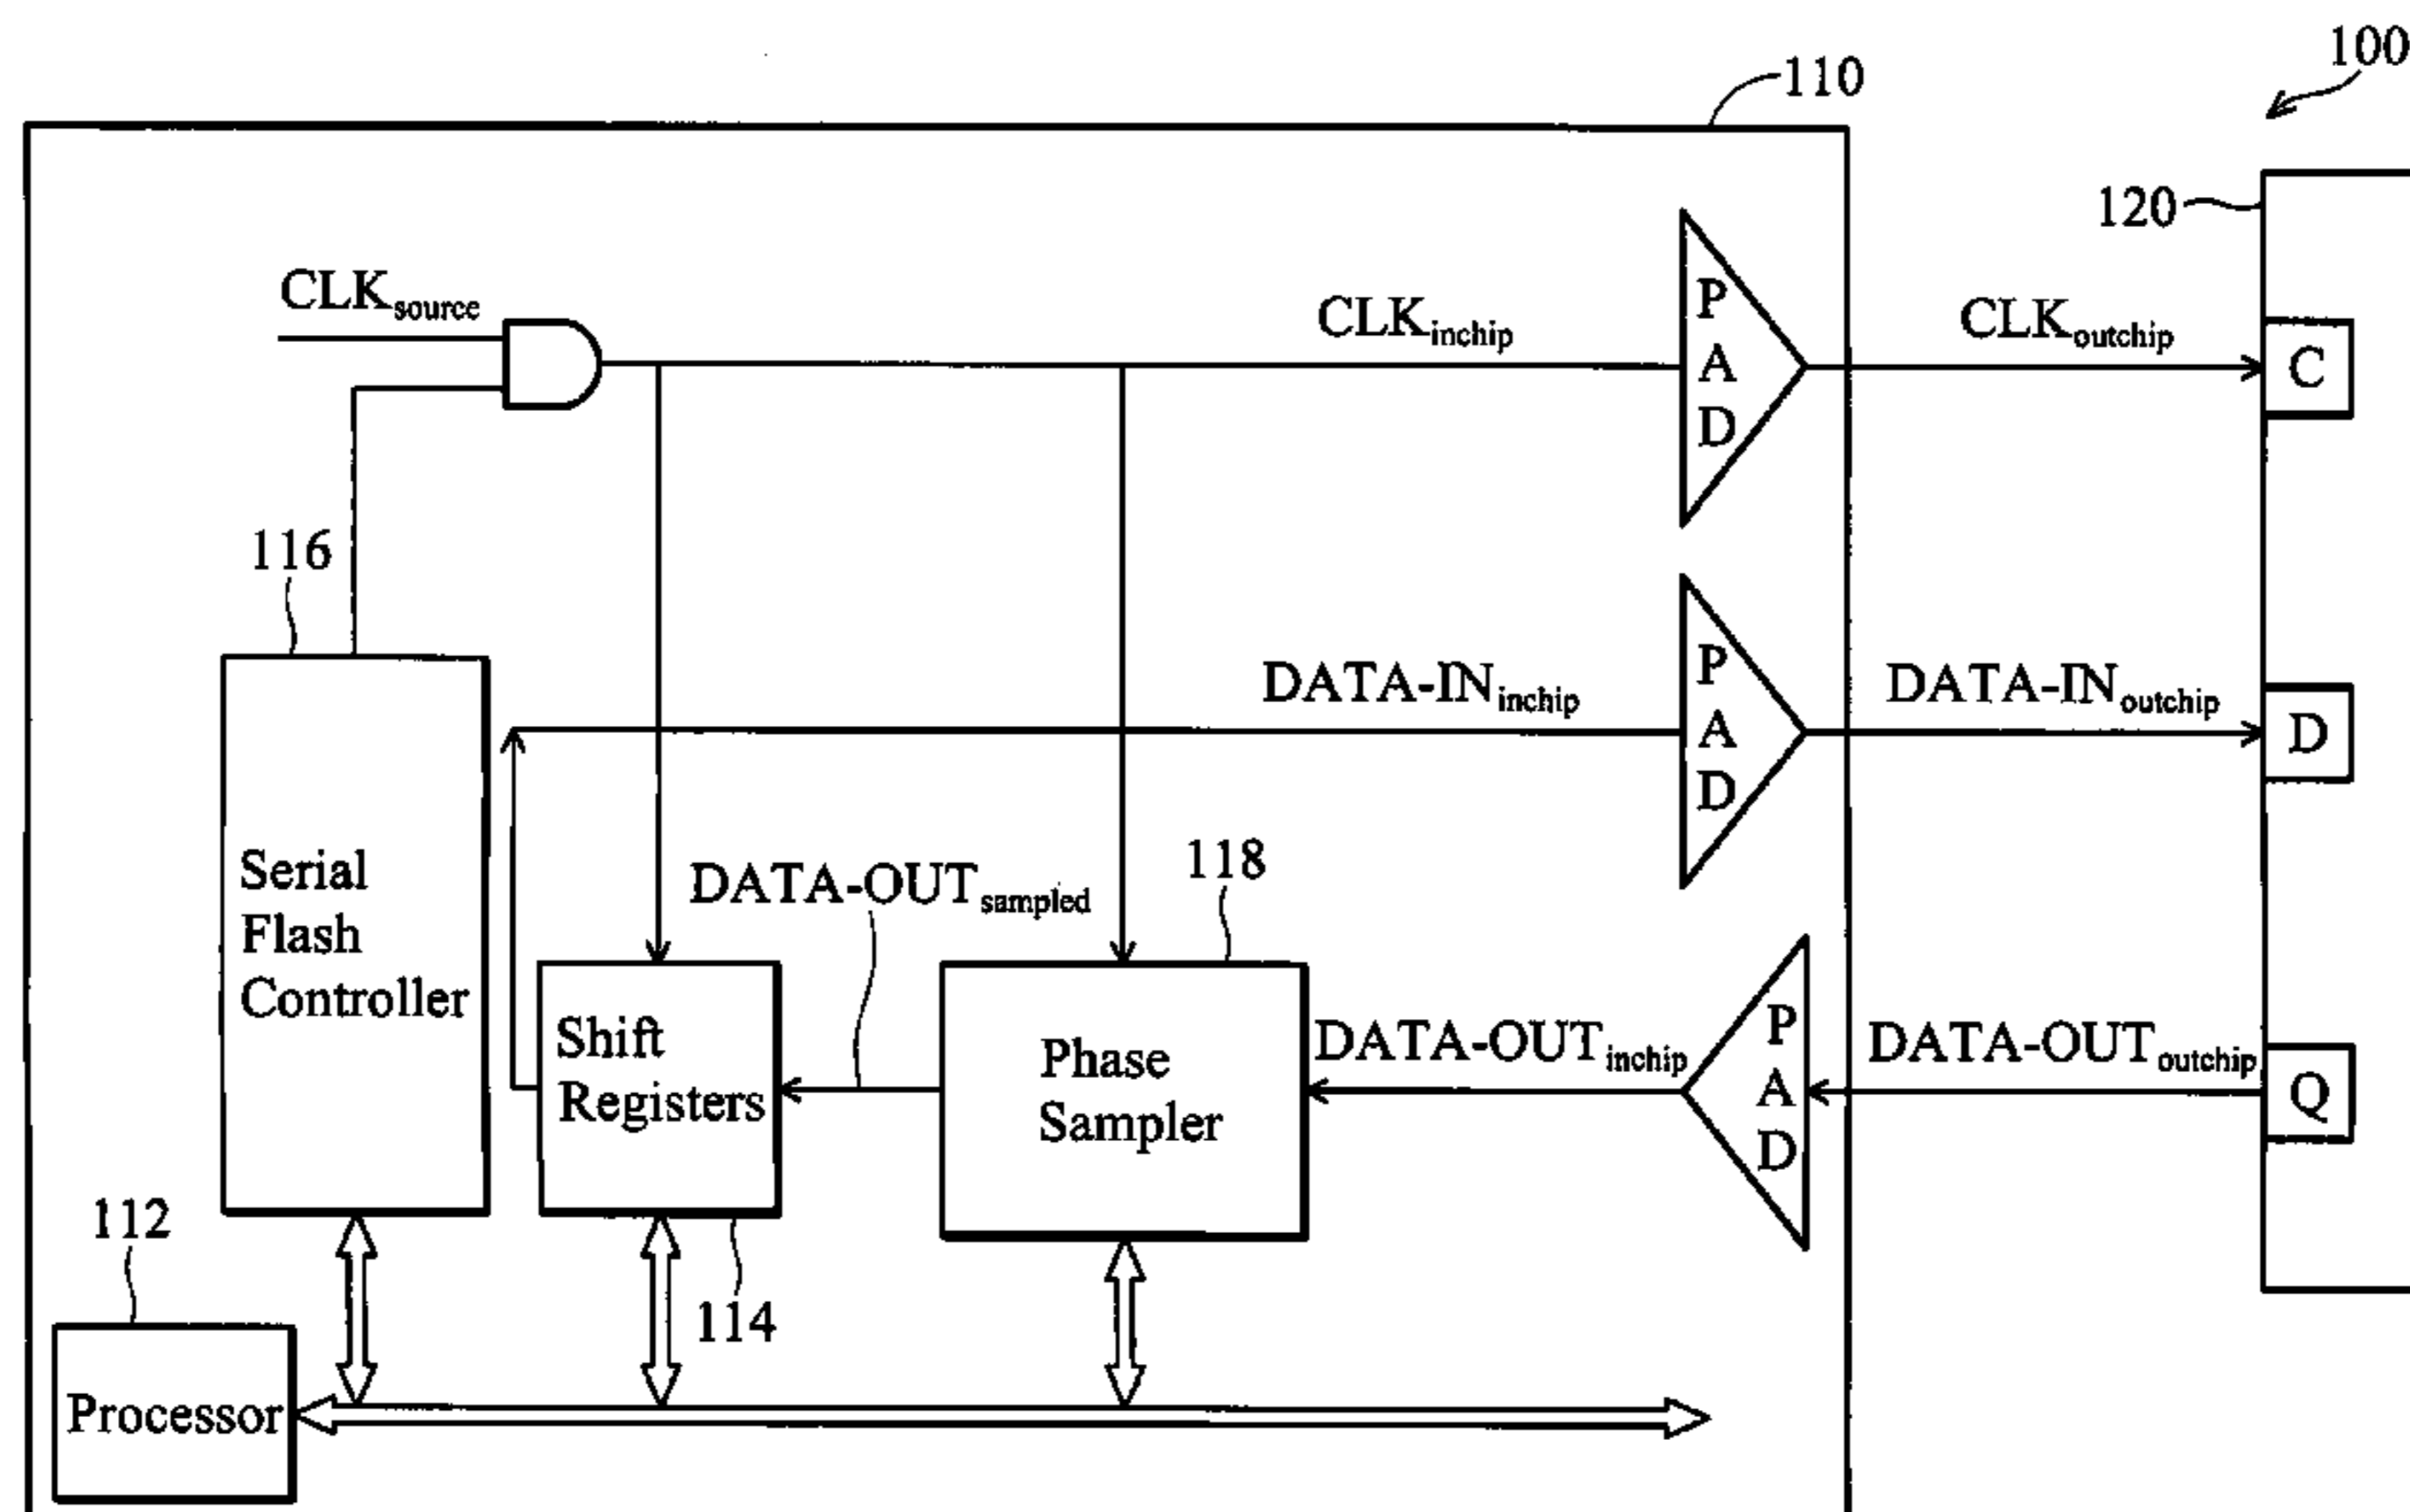 100
110
120
CLKsource
CLKinchip
CLKoutchip
P
A
D
C
116
DATA-INinchip
DATA-INoutchip
P
A
D
D
Serial
Flash
Controller
DATA-OUTsampled
118
Shift
Registers
Phase
Sampler
DATA-OUTinchip
DATA-OUToutchip
P
A
D
Q
112
114
Processor